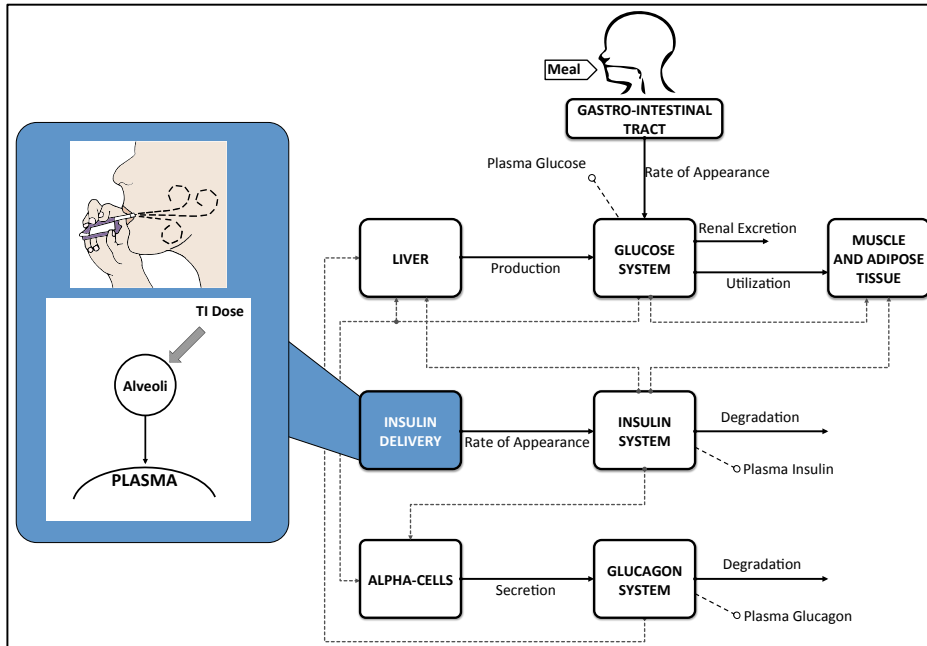 Meal
GASTRO-INTESTINAL
TRACT
Plasma Glucose
Rate of Appearance
Renal Excretion
LIVER
Production
GLUCOSE
SYSTEM
Utilization
MUSCLE
AND ADIPOSE
TISSUE
TI Dose
Alveoli
PLASMA
INSULIN
DELIVERY
Rate of Appearance
INSULIN
SYSTEM
Degradation
Plasma Insulin
ALPHA-CELLS
Secretion
GLUCAGON
SYSTEM
Degradation
Plasma Glucagon